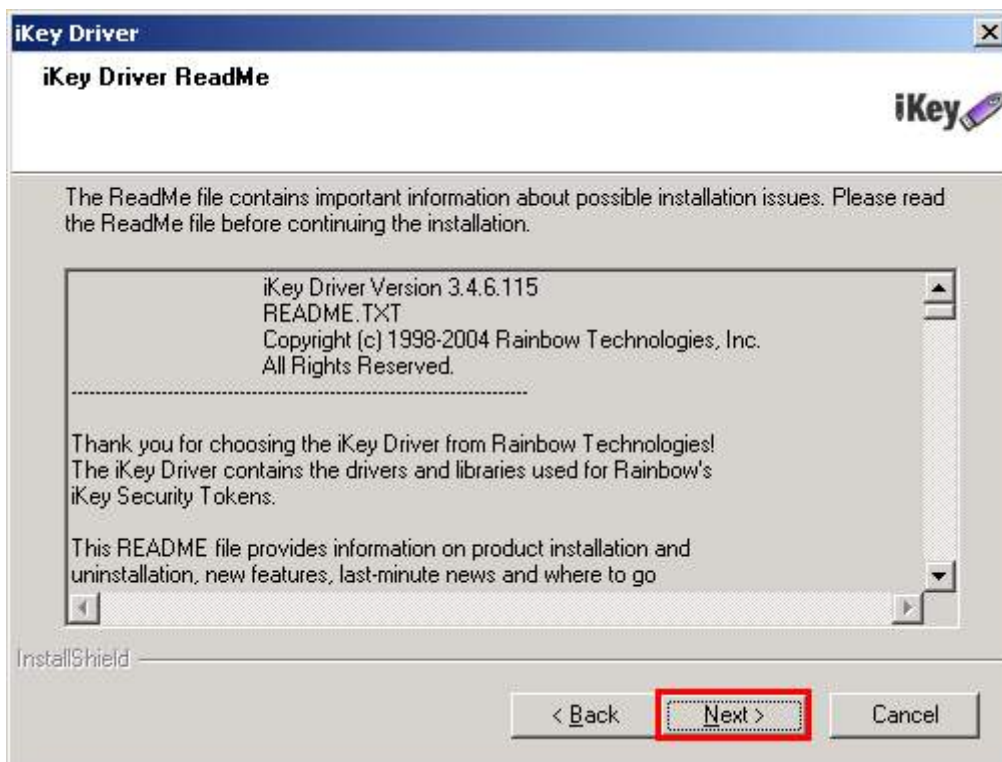 iKey Driver
iKey Driver ReadMe
iKey
The ReadMe file contains important information about possible installation issues. Please read
the ReadMe file before continuing the installation.
iKey Driver Version 3.4.6.115
README.TXT
Copyright (c) 1998-2004 Rainbow Technologies, Inc.
All Rights Reserved.
----------------------------------------------------------------------------
Thank you for choosing the iKey Driver from Rainbow Technologies!
The iKey Driver contains the drivers and libraries used for Rainbow's
iKey Security Tokens.
This README file provides information on product installation and
uninstallation, new features, last-minute news and where to go
InstallShield
< Back Next > Cancel